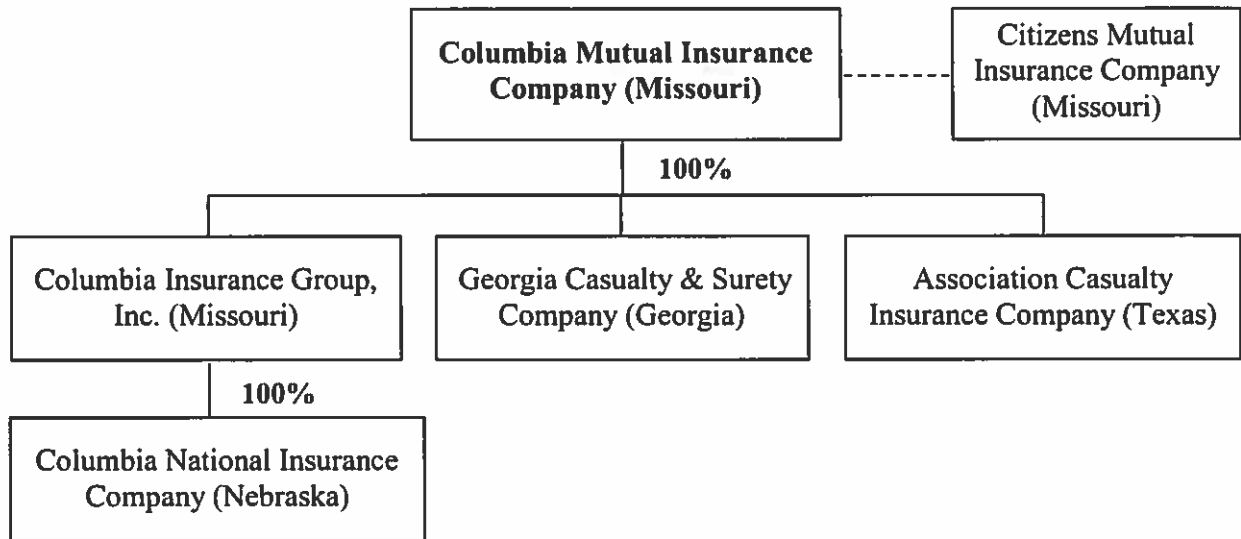 Columbia Mutual Insurance
Company (Missouri)
Citizens Mutual
Insurance Company
(Missouri)
100%
Columbia Insurance Group,
Inc. (Missouri)
Georgia Casualty & Surety
Company (Georgia)
Association Casualty
Insurance Company (Texas)
100%
Columbia National Insurance
Company (Nebraska)